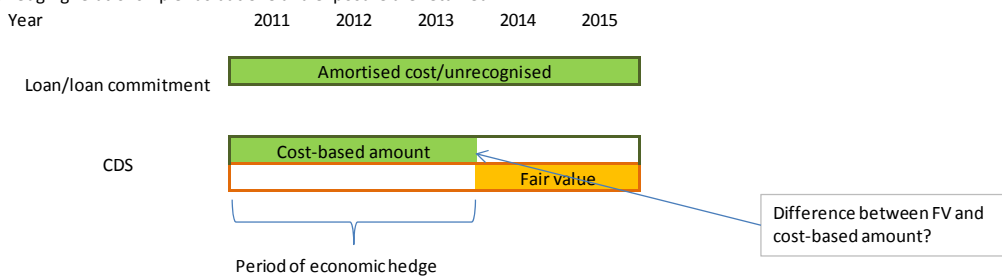 Year 2011 2012 2013 2014 2015
Loan/loan commitment
Amortised cost/unrecognised
CDS
Cost-based amount
Fair value
Difference between FV and
cost-based amount?
Period of economic hedge